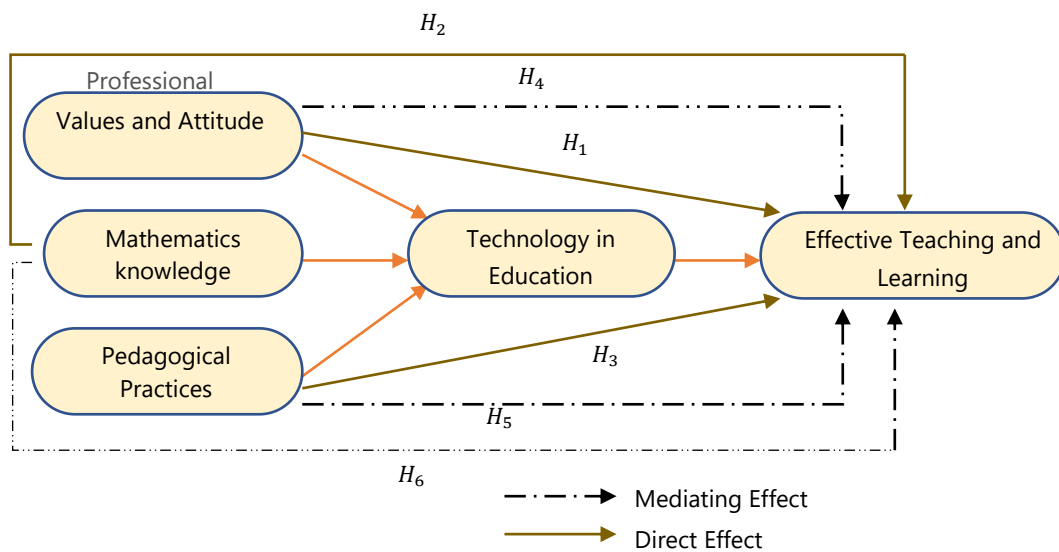 H₂
Professional
H₄
Values and Attitude
H₁
Mathematics
knowledge
Technology in
Education
Effective Teaching and
Learning
Pedagogical
Practices
H₃
H₅
H₆
Mediating Effect
Direct Effect